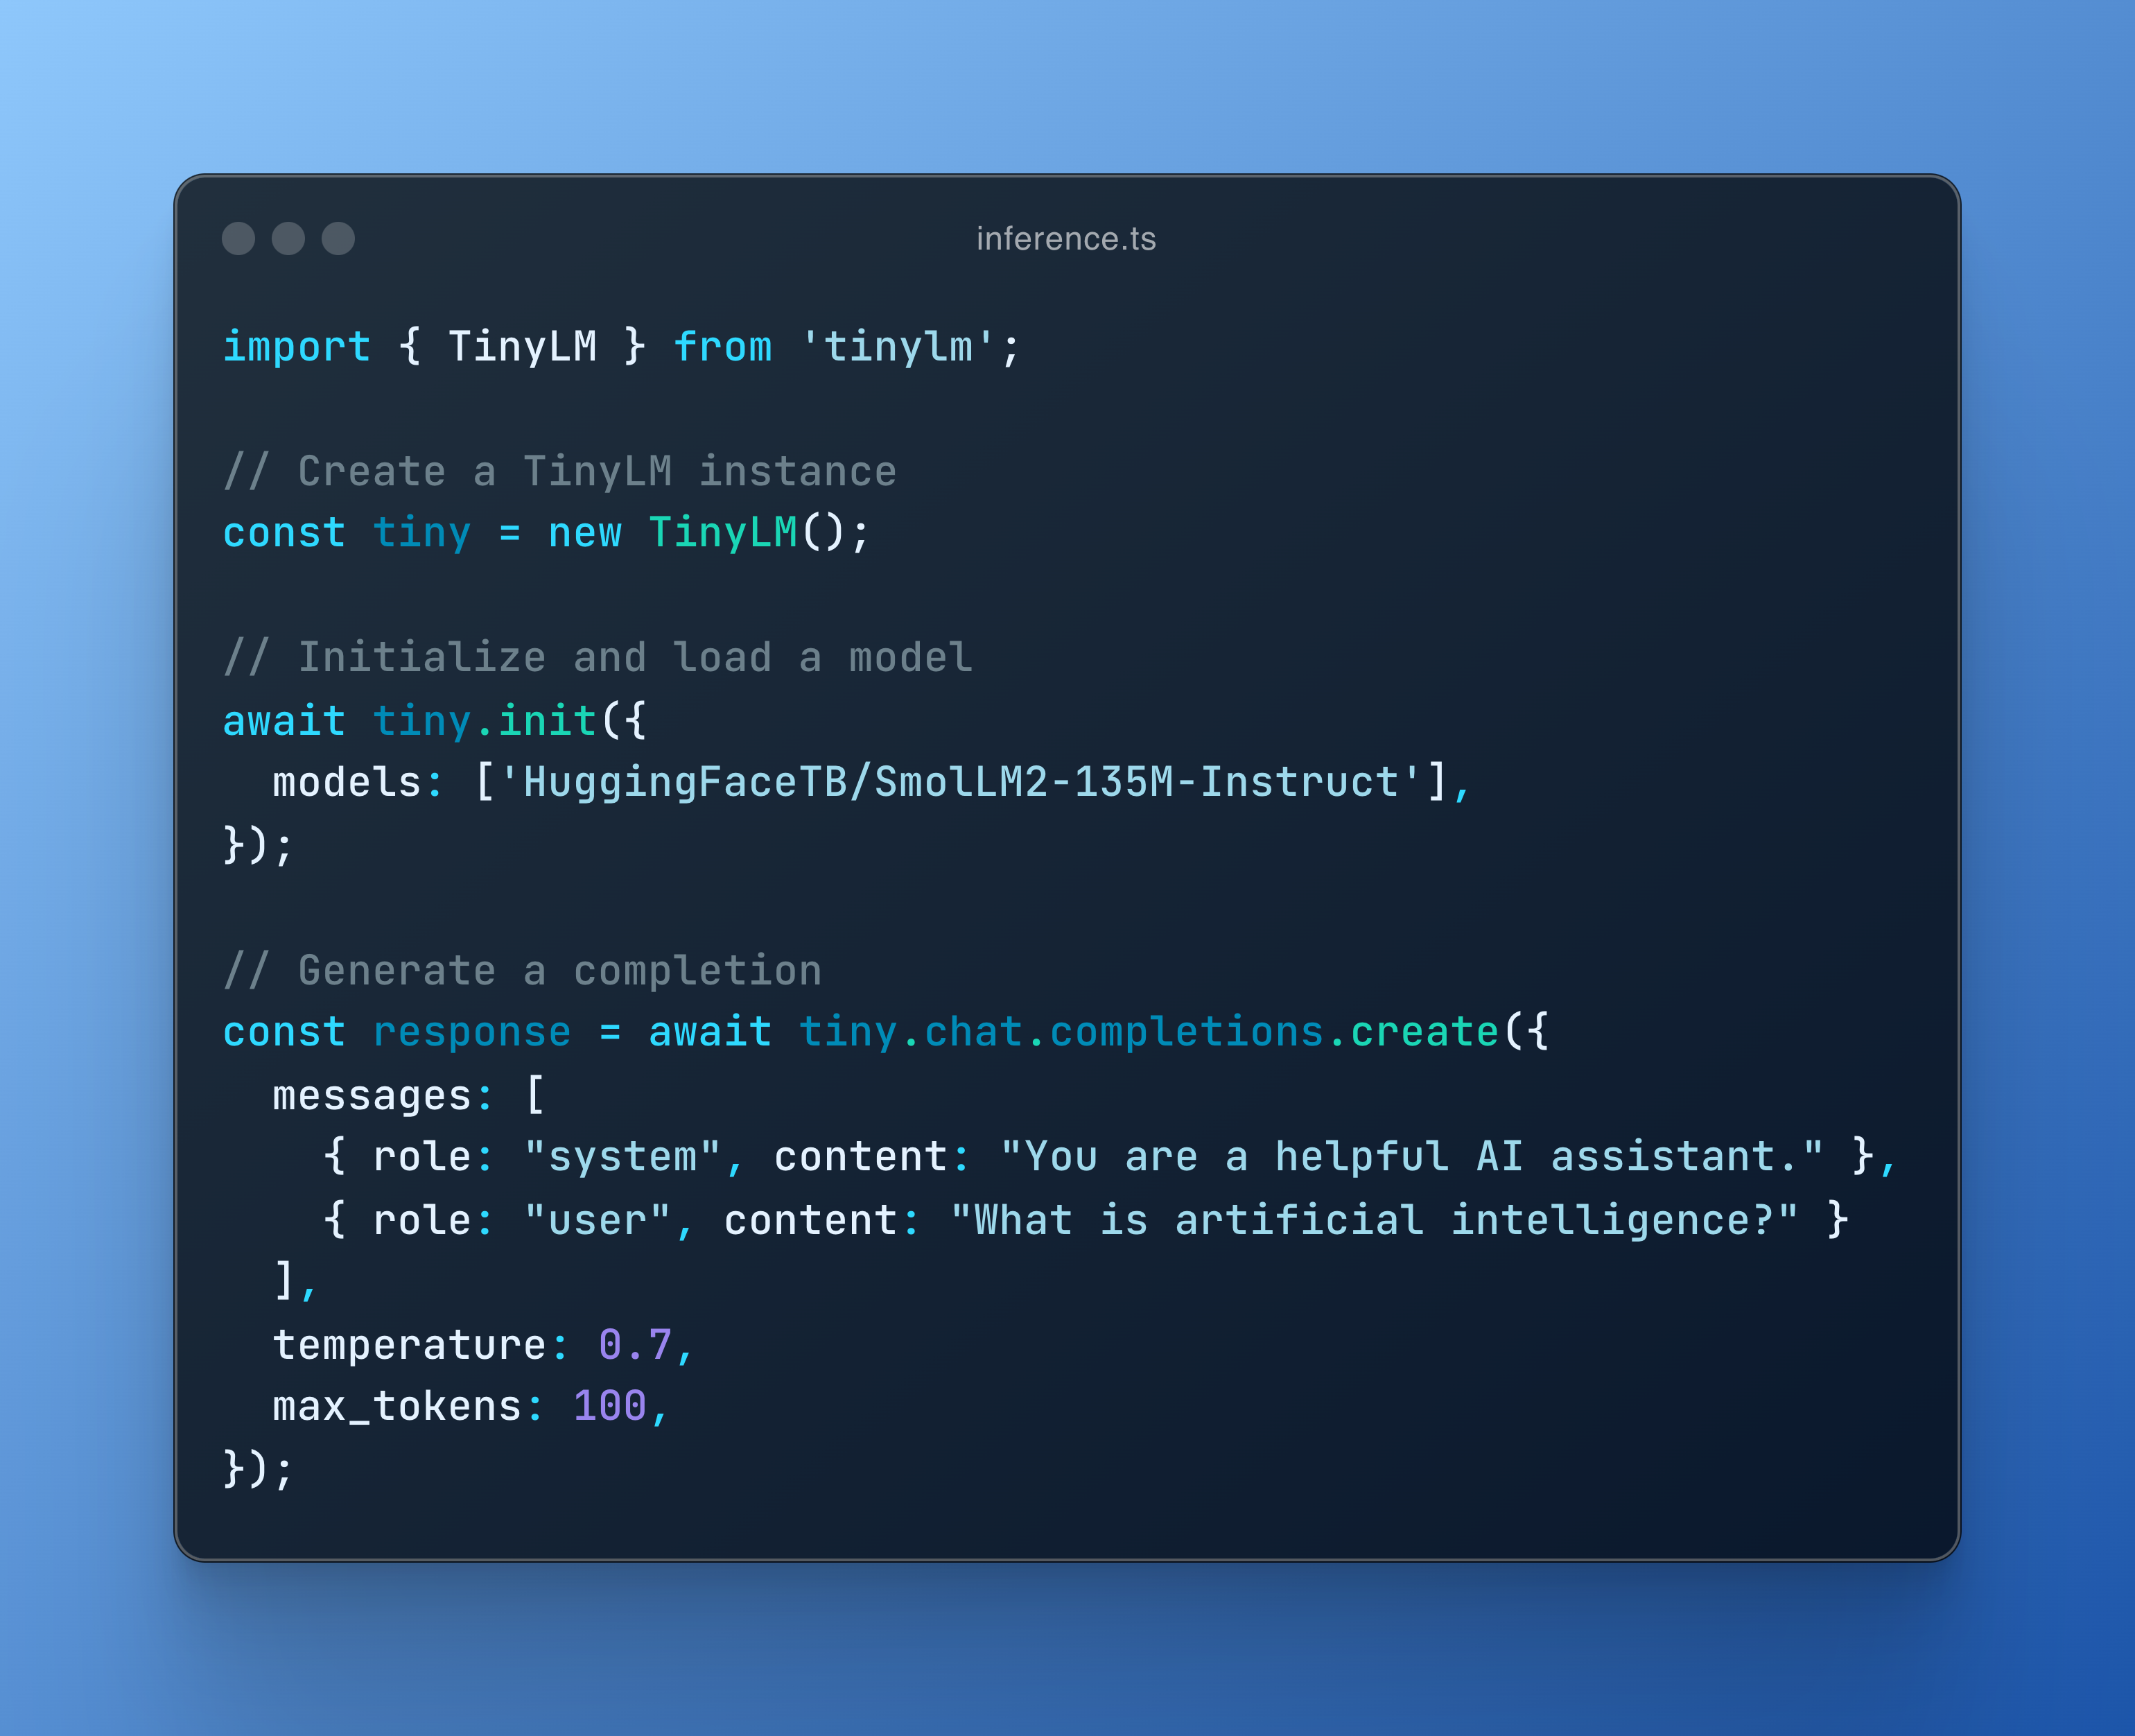 inference.ts
import { TinyLM } from 'tinylm';
// Create a TinyLM instance
const tiny = new TinyLM();
// Initialize and load a model
await tiny.init({
  models: ['HuggingFaceTB/SmolLM2-135M-Instruct'],
});
// Generate a completion
const response = await tiny.chat.completions.create({
  messages: [
    { role: "system", content: "You are a helpful AI assistant." },
    { role: "user", content: "What is artificial intelligence?" }
  ],
  temperature: 0.7,
  max_tokens: 100,
});